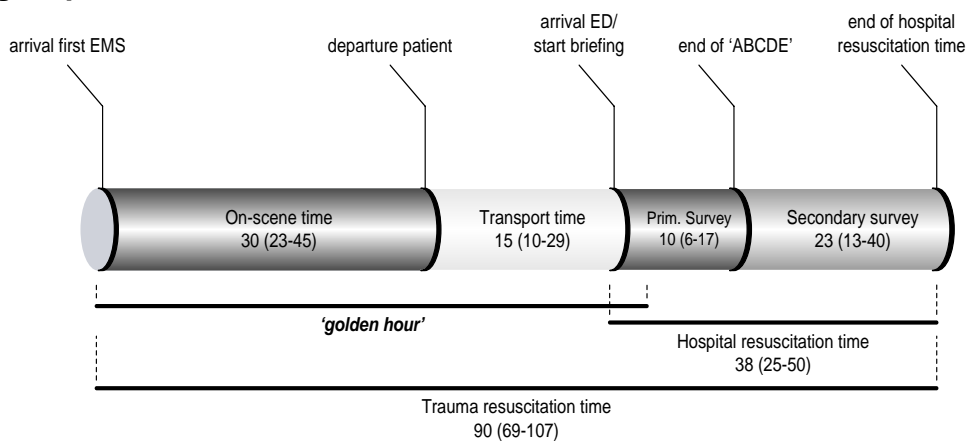 arrival first EMS
departure patient
arrival ED/
start briefing
end of ‘ABCDE’
end of hospital
resuscitation time
On-scene time
30 (23-45)
Transport time
15 (10-29)
Prim. Survey
10 (6-17)
Secondary survey
23 (13-40)
‘golden hour’
Hospital resuscitation time
38 (25-50)
Trauma resuscitation time
90 (69-107)